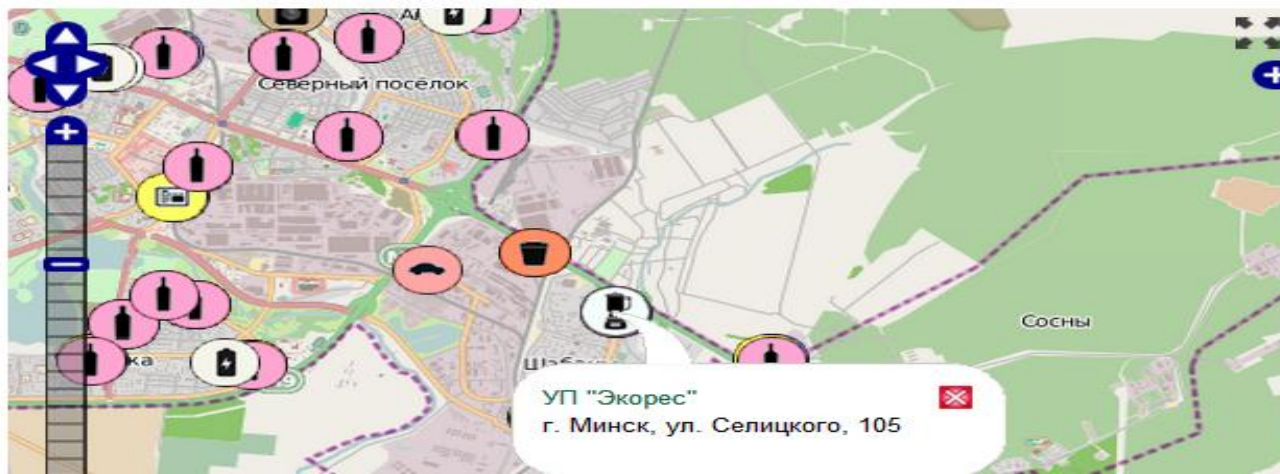 Северный посёлок
Сосны
УП "Экорес"
г. Минск, ул. Селицкого, 105